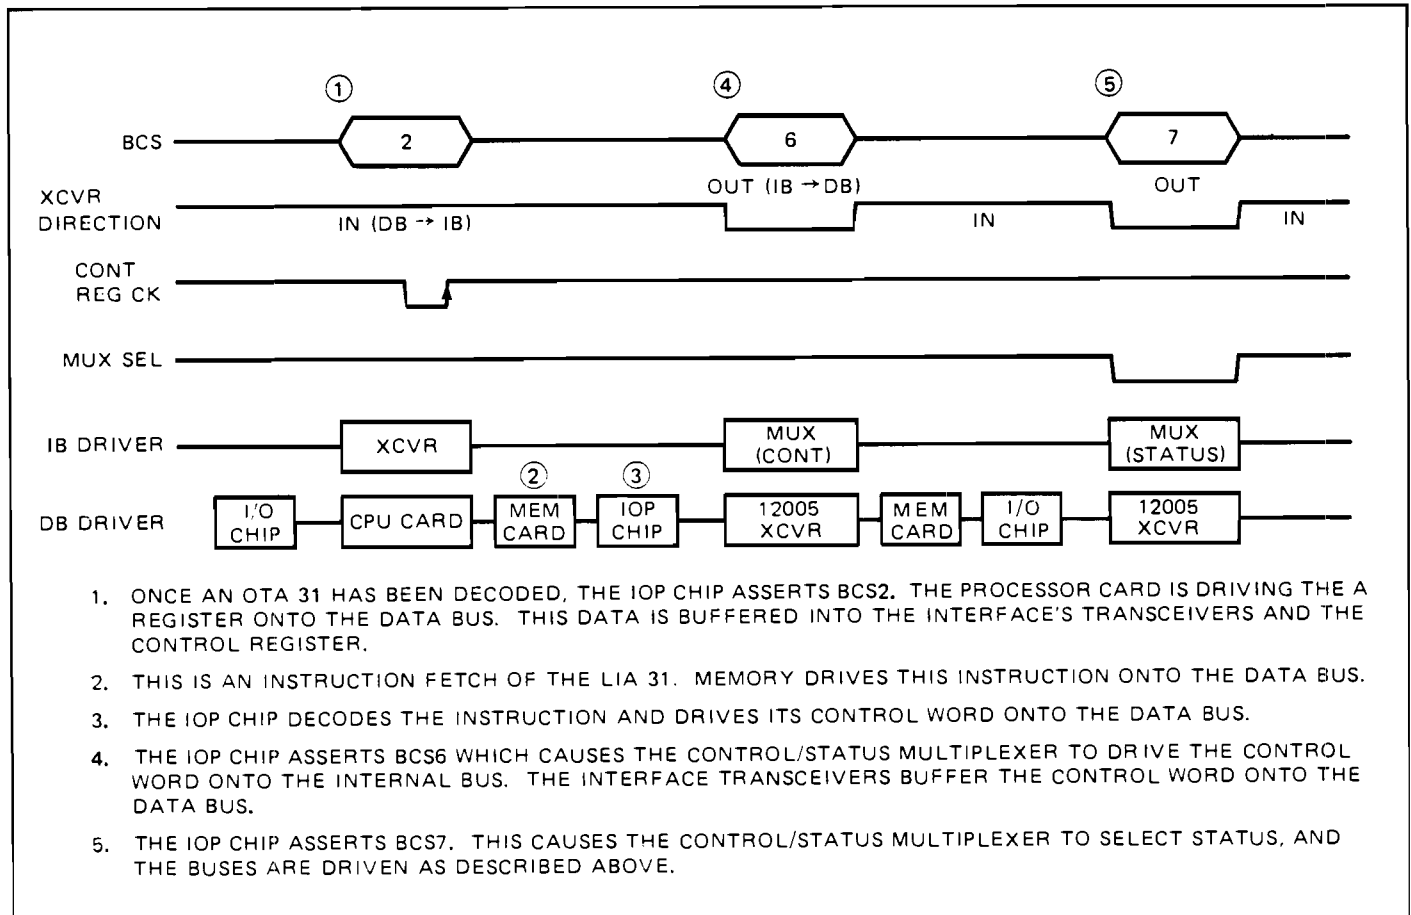 ① ④ ⑤
BCS 2 6 7
XCVR DIRECTION IN (DB → IB) OUT (IB → DB) IN OUT IN
CONT REG CK
MUX SEL
IB DRIVER XCVR MUX (CONT) MUX (STATUS)
② ③
DB DRIVER I/O CHIP CPU CARD MEM CARD IOP CHIP 12005 XCVR MEM CARD I/O CHIP 12005 XCVR
1. ONCE AN OTA 31 HAS BEEN DECODED, THE IOP CHIP ASSERTS BCS2. THE PROCESSOR CARD IS DRIVING THE A
REGISTER ONTO THE DATA BUS. THIS DATA IS BUFFERED INTO THE INTERFACE'S TRANSCEIVERS AND THE
CONTROL REGISTER.
2. THIS IS AN INSTRUCTION FETCH OF THE LIA 31. MEMORY DRIVES THIS INSTRUCTION ONTO THE DATA BUS.
3. THE IOP CHIP DECODES THE INSTRUCTION AND DRIVES ITS CONTROL WORD ONTO THE DATA BUS.
4. THE IOP CHIP ASSERTS BCS6 WHICH CAUSES THE CONTROL/STATUS MULTIPLEXER TO DRIVE THE CONTROL
WORD ONTO THE INTERNAL BUS. THE INTERFACE TRANSCEIVERS BUFFER THE CONTROL WORD ONTO THE
DATA BUS.
5. THE IOP CHIP ASSERTS BCS7. THIS CAUSES THE CONTROL/STATUS MULTIPLEXER TO SELECT STATUS, AND
THE BUSES ARE DRIVEN AS DESCRIBED ABOVE.